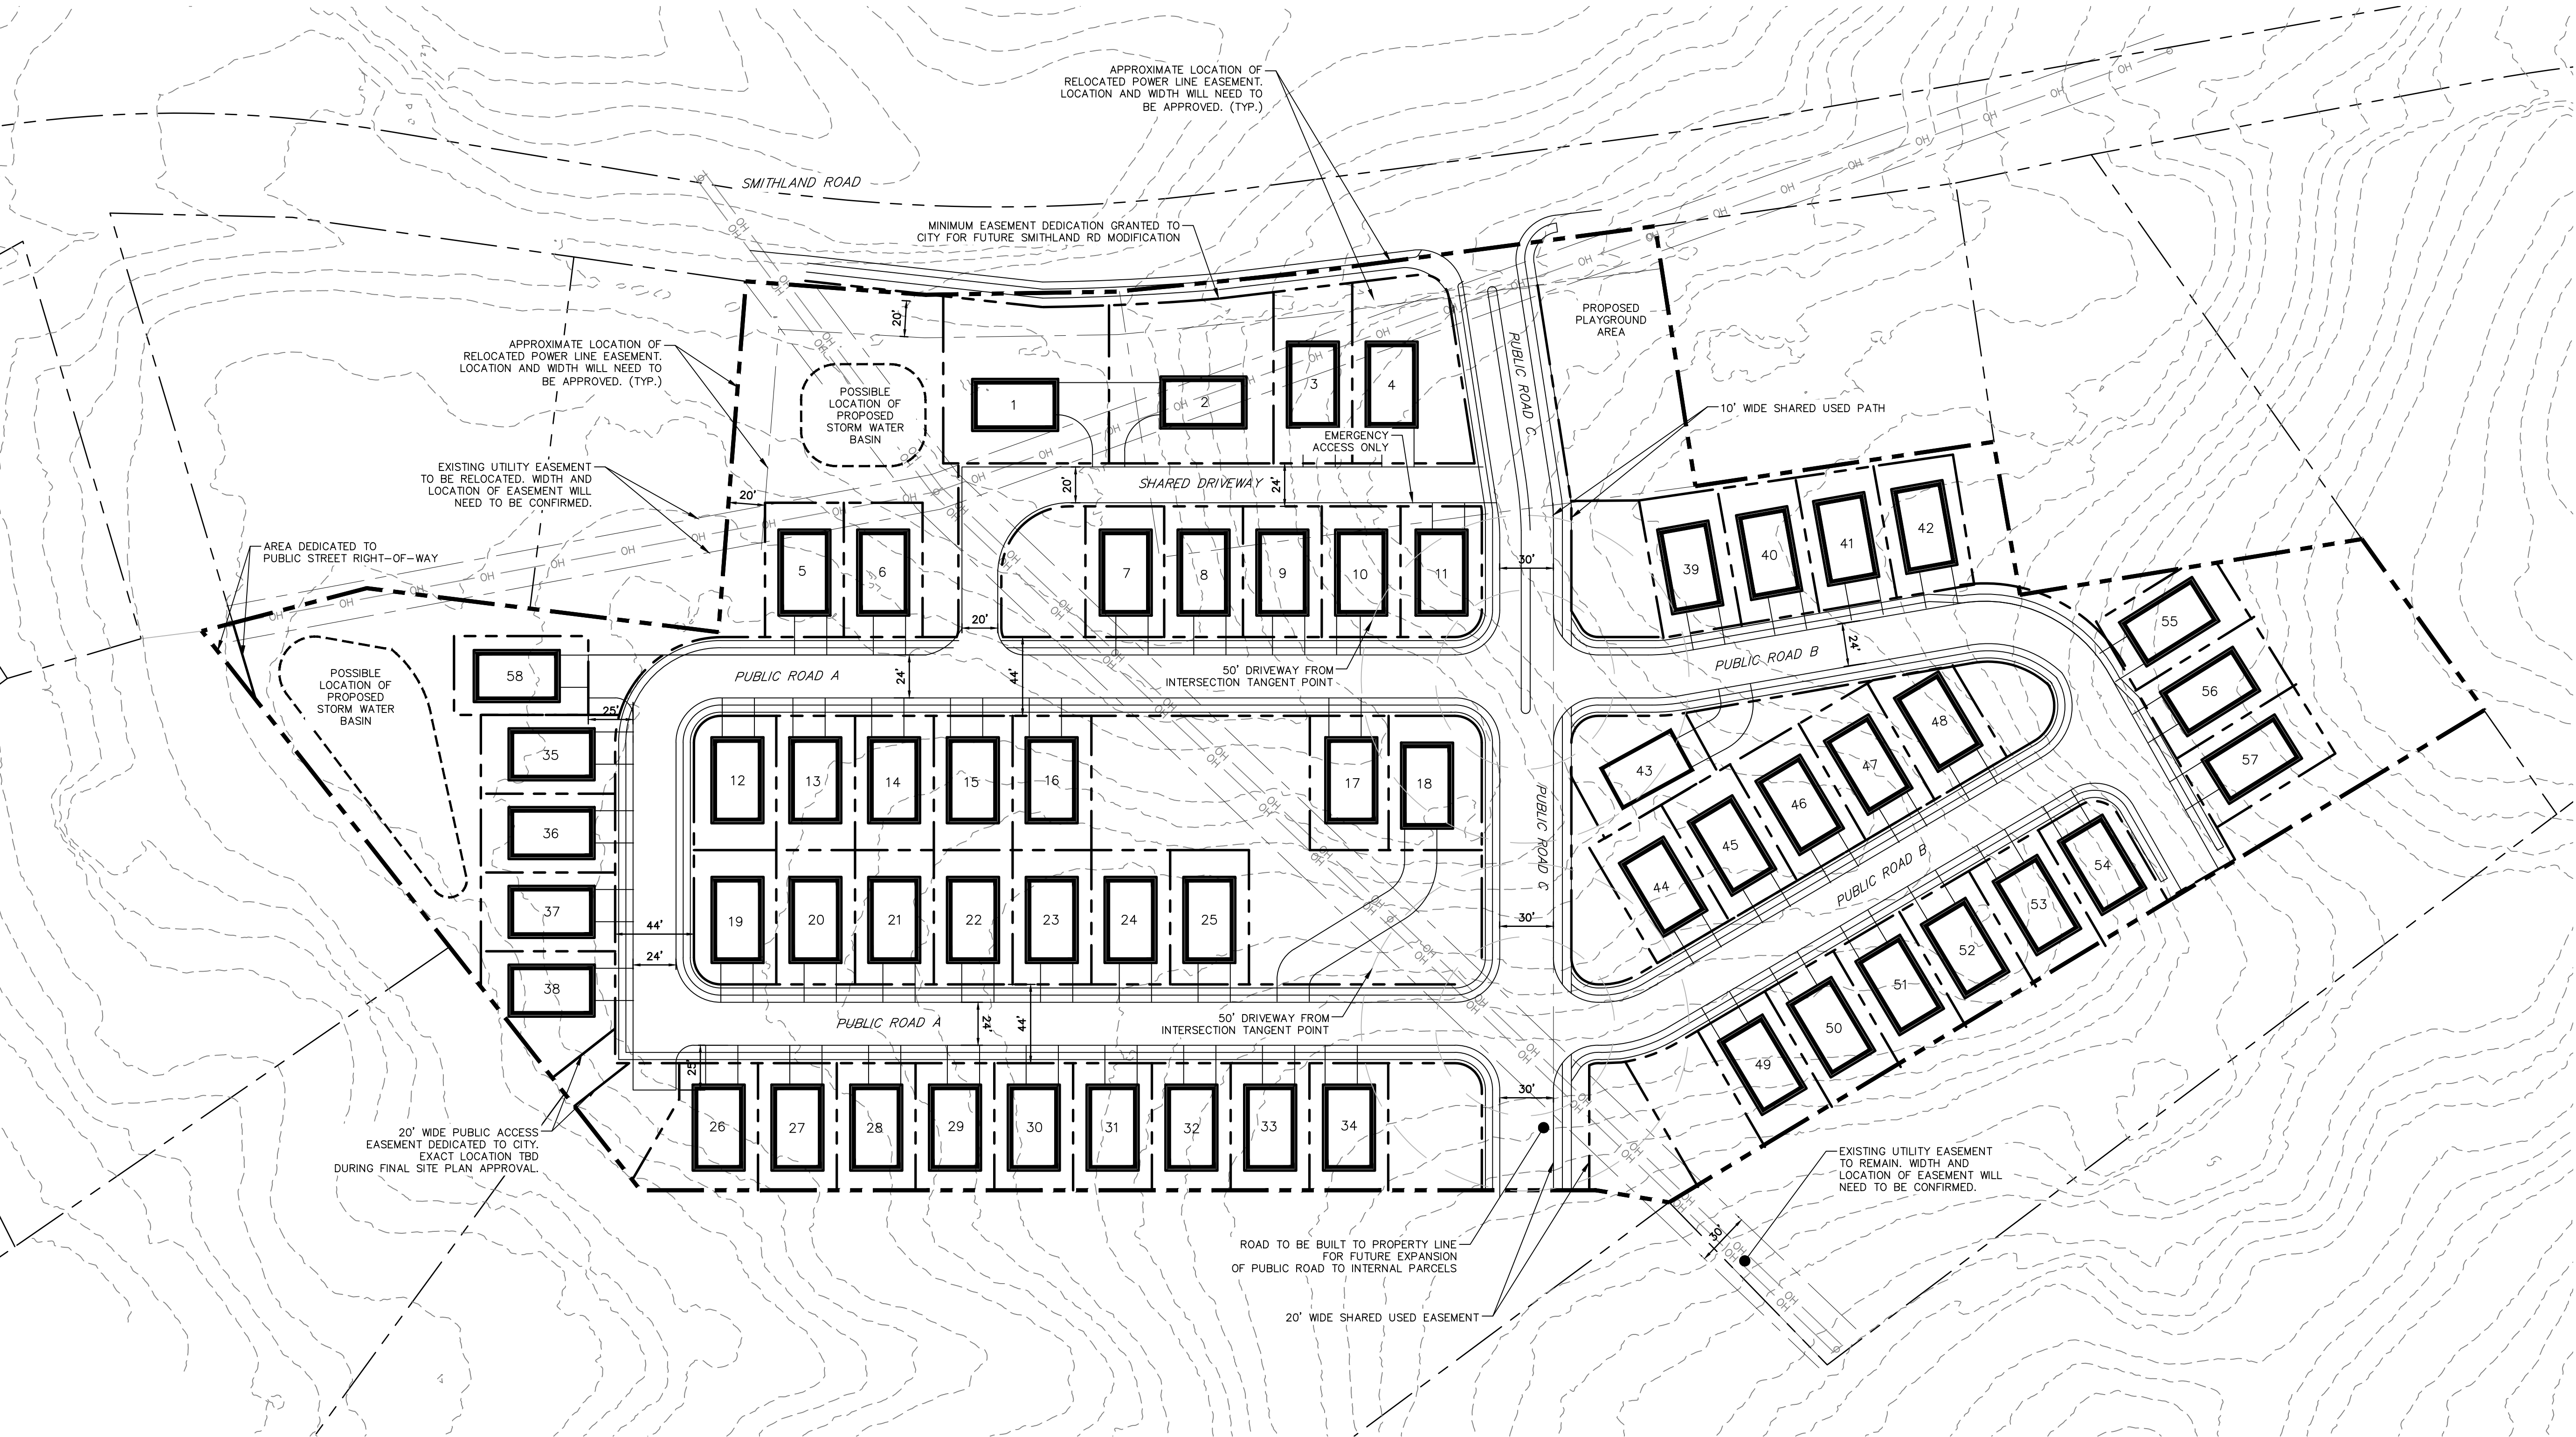 APPROXIMATE LOCATION OF
RELOCATED POWER LINE EASEMENT.
LOCATION AND WIDTH WILL NEED TO
BE APPROVED. (TYP.)
SMITHLAND ROAD
MINIMUM EASEMENT DEDICATION GRANTED TO
CITY FOR FUTURE SMITHLAND RD MODIFICATION
PROPOSED
PLAYGROUND
AREA
20'
PUBLIC ROAD C
APPROXIMATE LOCATION OF
RELOCATED POWER LINE EASEMENT.
LOCATION AND WIDTH WILL NEED TO
BE APPROVED. (TYP.)
POSSIBLE
LOCATION OF
PROPOSED
STORM WATER
BASIN
1
2
3
4
10' WIDE SHARED USED PATH
EMERGENCY
ACCESS ONLY
EXISTING UTILITY EASEMENT
TO BE RELOCATED. WIDTH AND
LOCATION OF EASEMENT WILL
NEED TO BE CONFIRMED.
20'
20'
SHARED DRIVEWAY
24'
AREA DEDICATED TO
PUBLIC STREET RIGHT-OF-WAY
5
6
7
8
9
10
11
30'
39
40
41
42
20'
55
56
57
POSSIBLE
LOCATION OF
PROPOSED
STORM WATER
BASIN
58
25'
PUBLIC ROAD A
24'
44'
50' DRIVEWAY FROM
INTERSECTION TANGENT POINT
PUBLIC ROAD B
24'
35
36
37
38
12
13
14
15
16
17
18
PUBLIC ROAD C
43
44
45
46
47
48
PUBLIC ROAD B
19
20
21
22
23
24
25
44'
24'
30'
49
50
51
52
53
54
PUBLIC ROAD A
24'
44'
50' DRIVEWAY FROM
INTERSECTION TANGENT POINT
25'
26
27
28
29
30
31
32
33
34
30'
20' WIDE PUBLIC ACCESS
EASEMENT DEDICATED TO CITY.
EXACT LOCATION TBD
DURING FINAL SITE PLAN APPROVAL.
EXISTING UTILITY EASEMENT
TO REMAIN. WIDTH AND
LOCATION OF EASEMENT WILL
NEED TO BE CONFIRMED.
30'
ROAD TO BE BUILT TO PROPERTY LINE
FOR FUTURE EXPANSION
OF PUBLIC ROAD TO INTERNAL PARCELS
20' WIDE SHARED USED EASEMENT